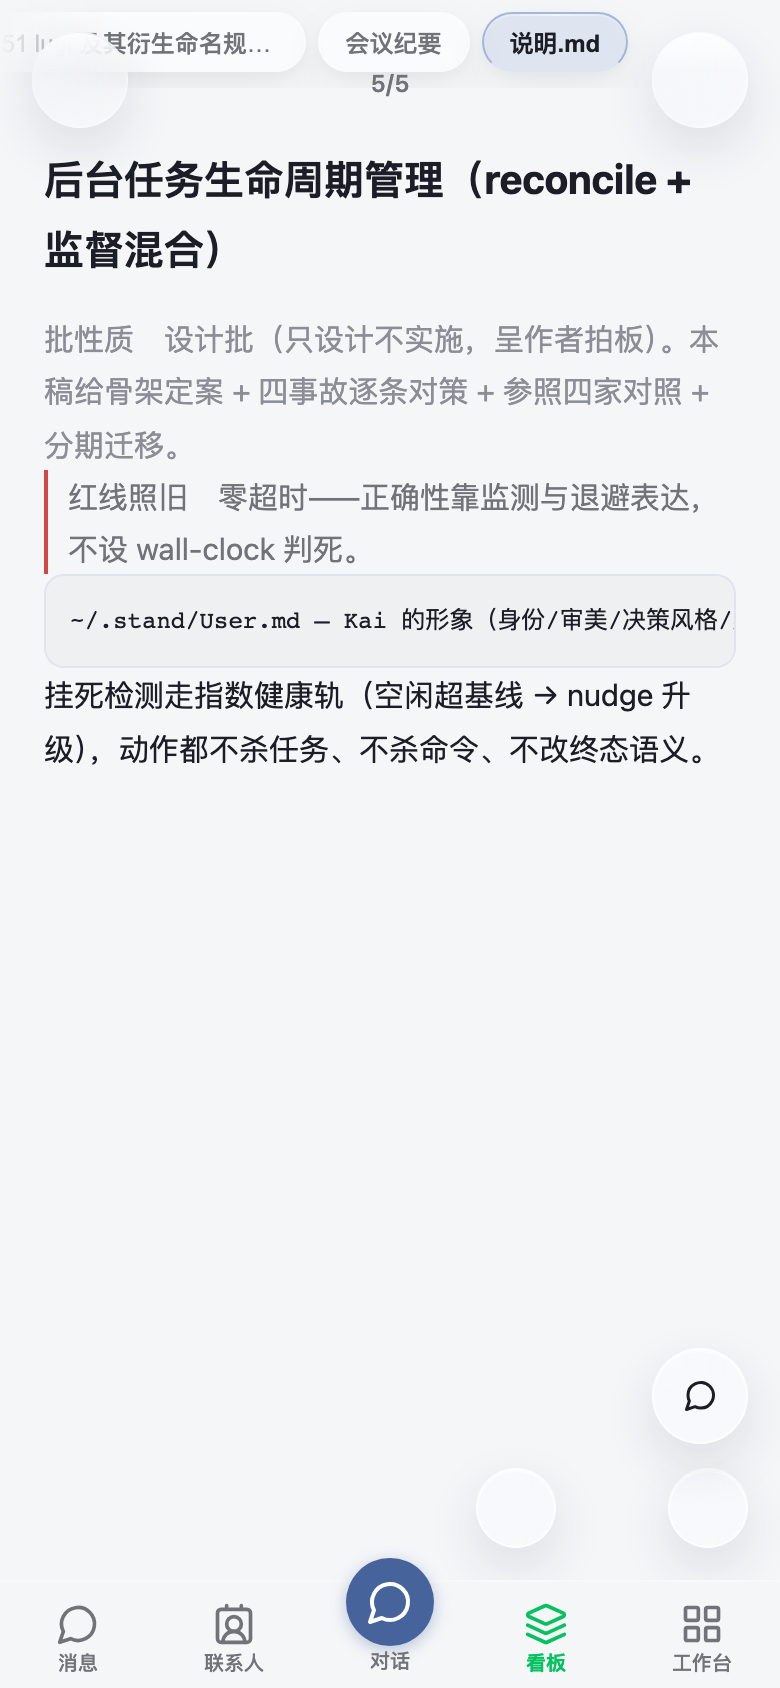 及其衍生命名规…
会议纪要
说明.md
5/5
后台任务生命周期管理（reconcile +
监督混合）
批性质　设计批（只设计不实施，呈作者拍板）。本
稿给骨架定案 + 四事故逐条对策 + 参照四家对照 +
分期迁移。
红线照旧　零超时——正确性靠监测与退避表达，
不设 wall-clock 判死。
~/.stand/User.md — Kai 的形象（身份/审美/决策风格/
挂死检测走指数健康轨（空闲超基线 → nudge 升
级），动作都不杀任务、不杀命令、不改终态语义。
消息
联系人
对话
看板
工作台